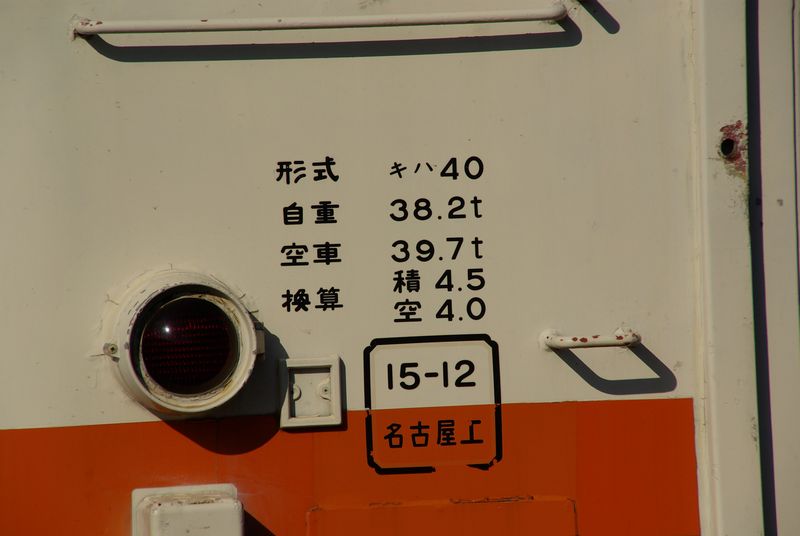 形式 キハ40
自重 38.2t
空車 39.7t
換算 積 4.5
空 4.0
15-12
名古屋工